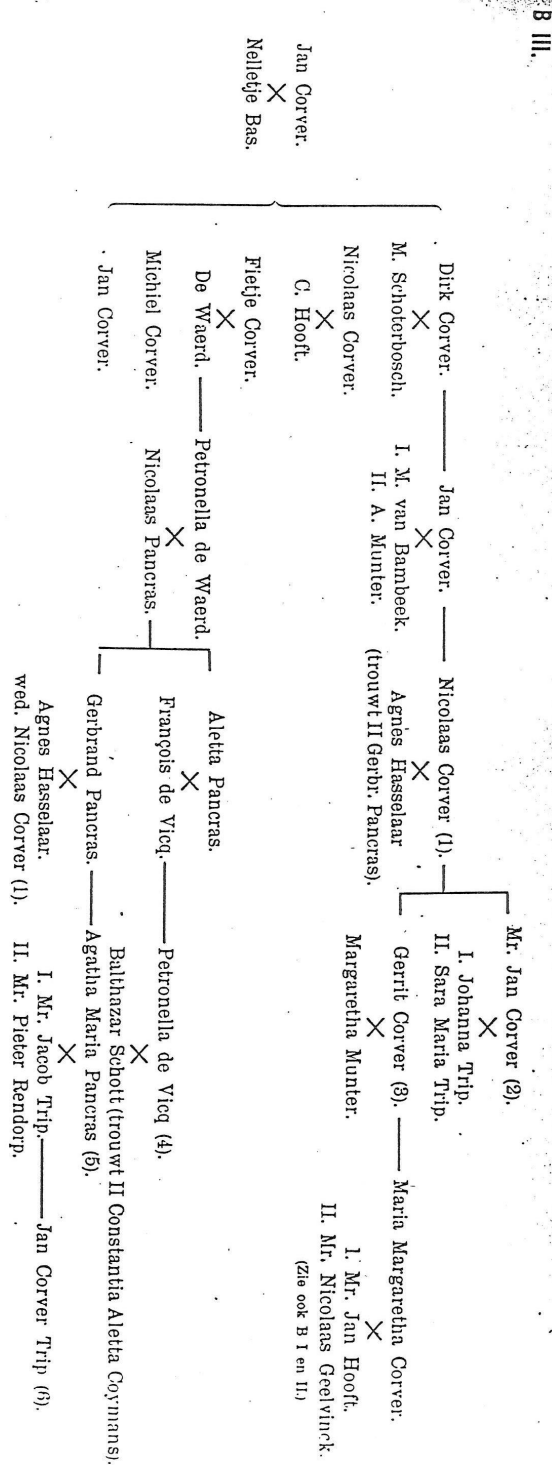 B III.
Jan Corver.
×
Nelletje Bas.
Dirk Corver.
×
M. Schoterbosch.
Nicolaas Corver.
×
C. Hooft.
Fietje Corver.
×
De Waerd.
Michiel Corver.
Jan Corver.
Jan Corver.
×
I. M. van Bambeek.
II. A. Munter.
Petronella de Waerd.
×
Nicolaas Pancras.
Nicolaas Corver (1).
×
Agnes Hasselaar
(trouwt II Gerbr. Pancras).
Aletta Pancras.
×
François de Vicq.
Gerbrand Pancras.
×
Agnes Hasselaar.
wed. Nicolaas Corver (1).
Mr. Jan Corver (2).
×
I. Johanna Trip.
II. Sara Maria Trip.
Gerrit Corver (3).
×
Margaretha Munter.
Petronella de Vicq (4).
×
Balthazar Schott (trouwt II Constantia Aletta Coymans).
Agatha Maria Pancras (5).
×
I. Mr. Jacob Trip.
II. Mr. Pieter Rendorp.
Maria Margaretha Corver.
×
I. Mr. Jan Hooft.
II. Mr. Nicolaas Geelvinck.
(Zie ook B I en II.)
Jan Corver Trip (6).